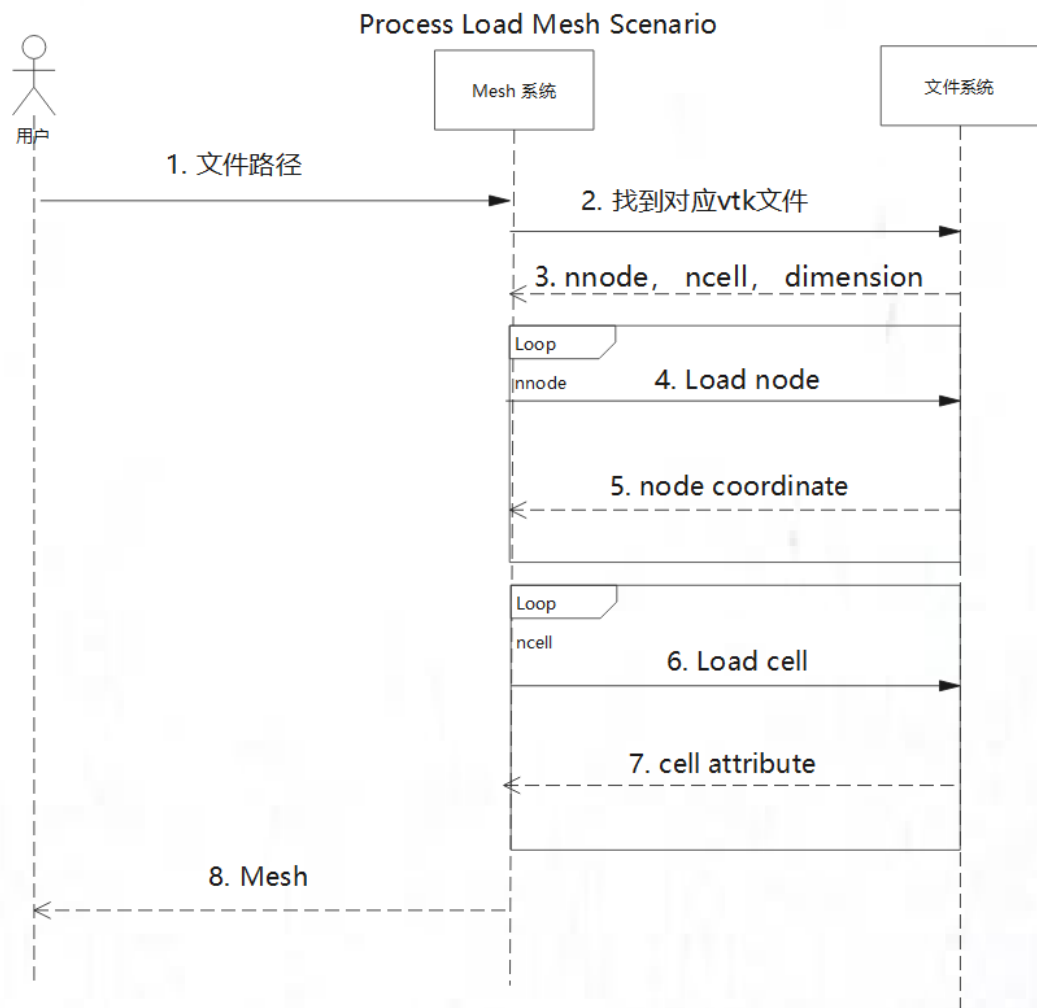 Process Load Mesh Scenario
用户
Mesh 系统
文件系统
1. 文件路径
2. 找到对应vtk文件
3. nnode， ncell， dimension
Loop
nnode
4. Load node
5. node coordinate
Loop
ncell
6. Load cell
7. cell attribute
8. Mesh